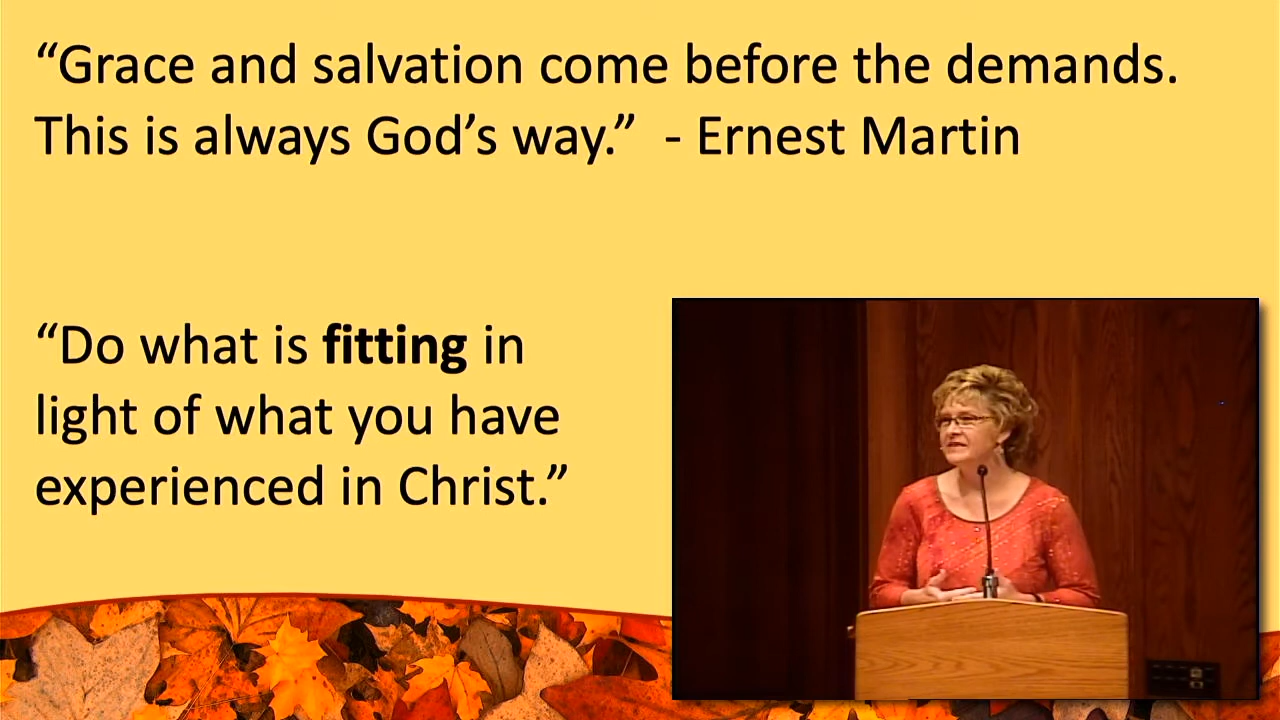 “Grace and salvation come before the demands.
This is always God’s way.”  - Ernest Martin
“Do what is fitting in
light of what you have
experienced in Christ.”